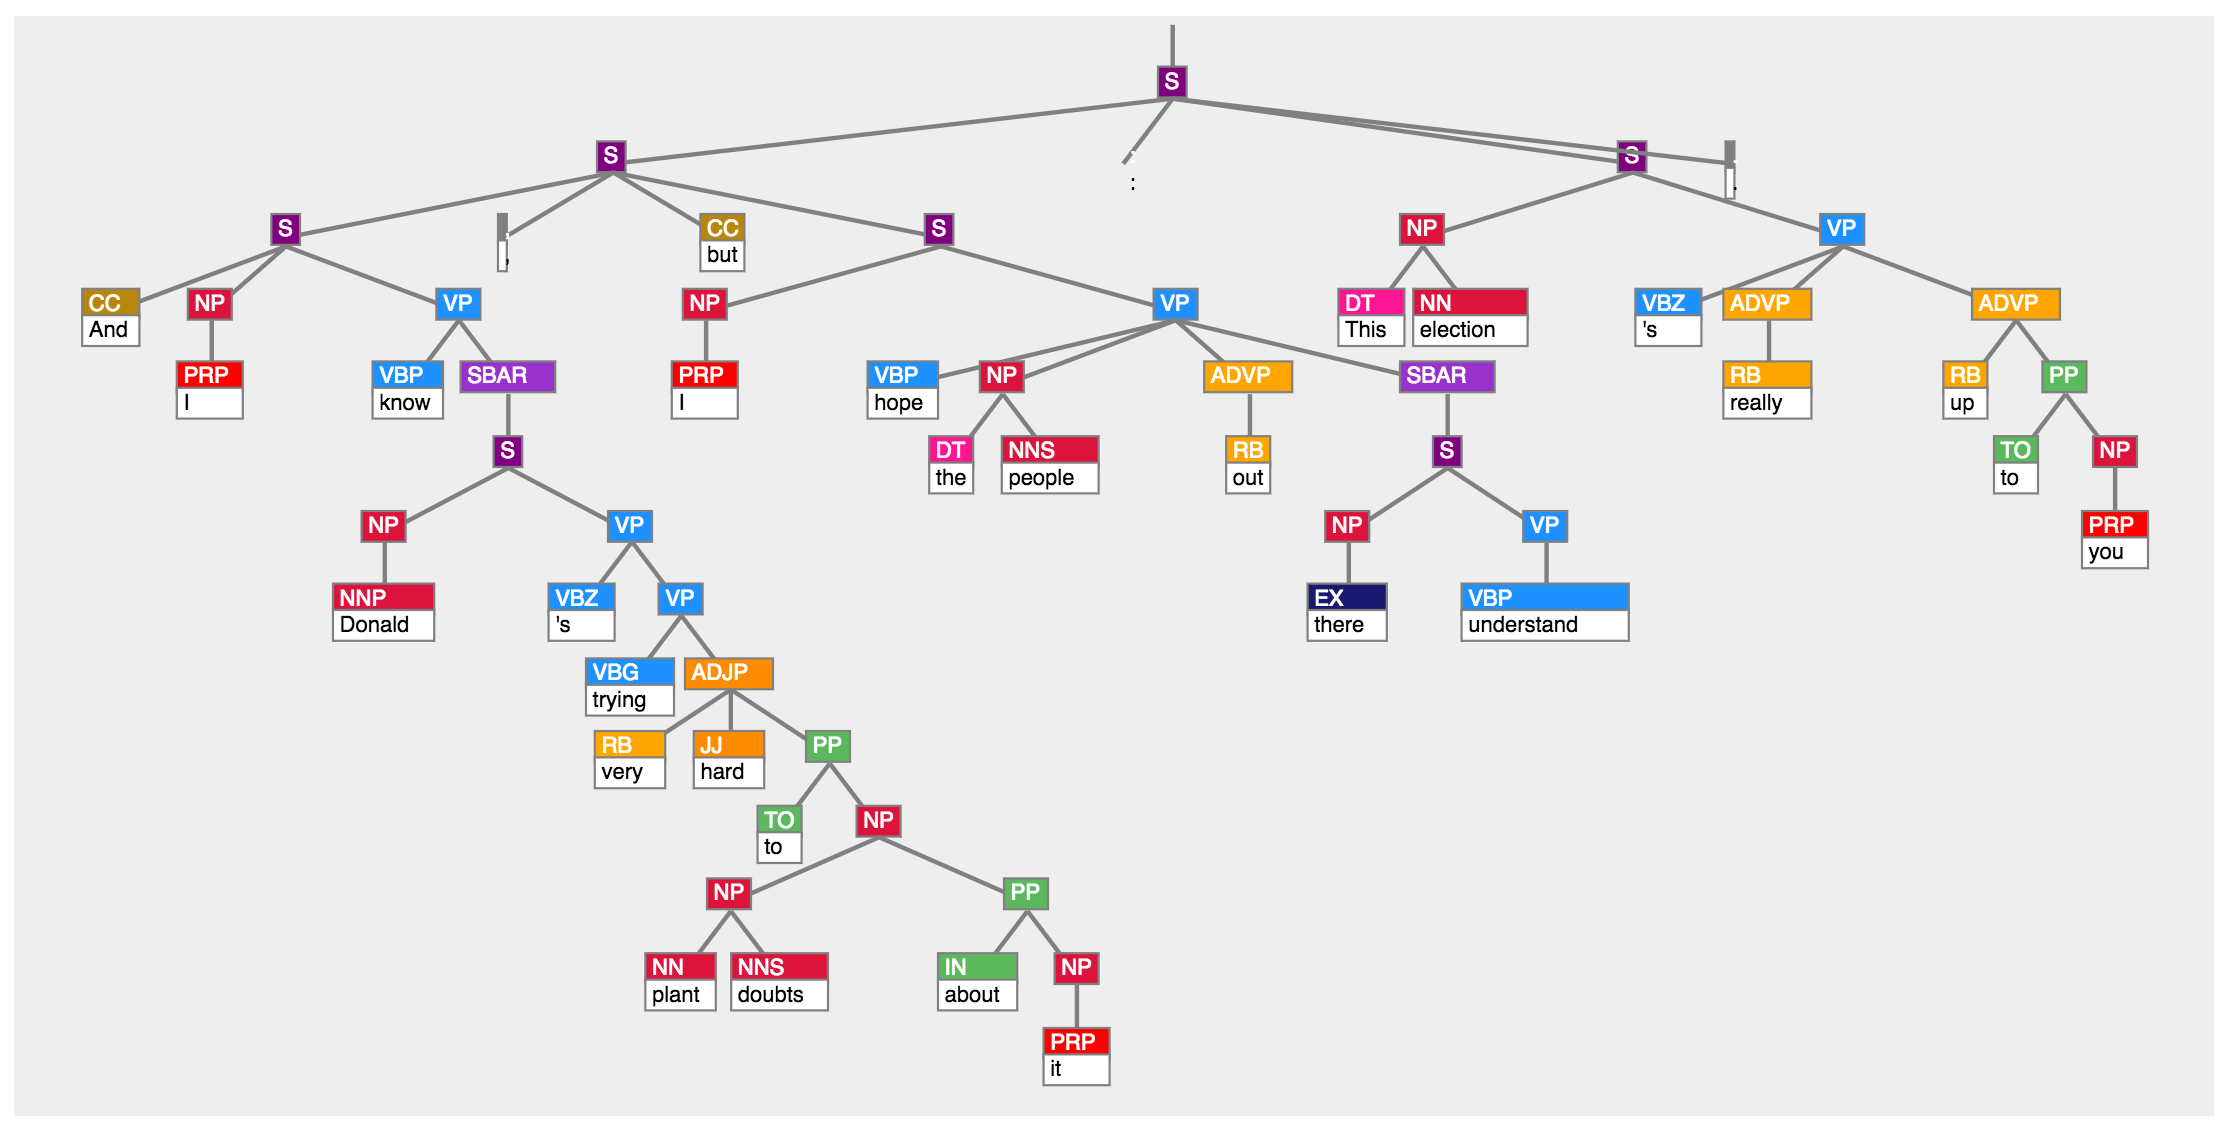 S
S : S .
S , CC but S NP VP
CC And NP VP NP VP DT This NN election VBZ 's ADVP ADVP
PRP I VBP know SBAR PRP I VBP hope NP ADVP SBAR RB really RB up PP
S DT the NNS people RB out S TO to NP
NP VP NP VP PRP you
NNP Donald VBZ 's VP EX there VBP understand
VBG trying ADJP
RB very JJ hard PP
TO to NP
NP PP
NN plant NNS doubts IN about NP
PRP it